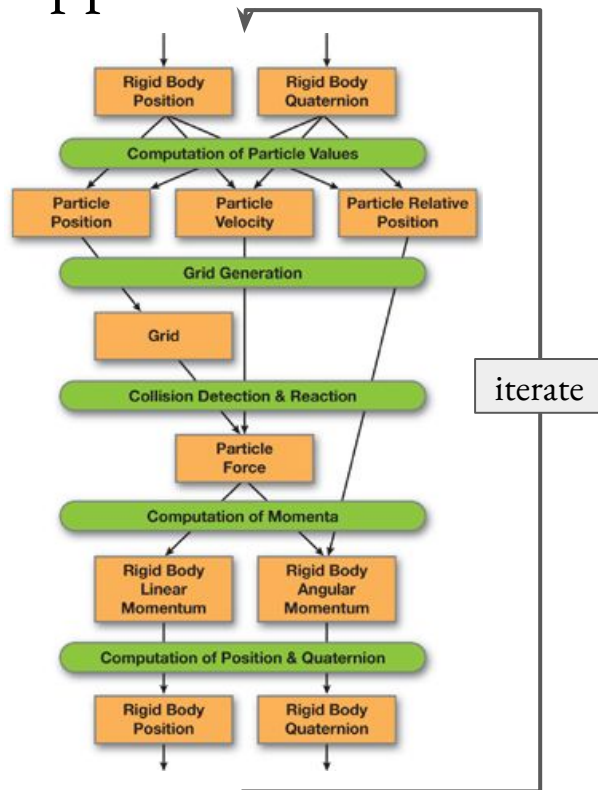 Rigid Body Position
Rigid Body Quaternion
Computation of Particle Values
Particle Position
Particle Velocity
Particle Relative Position
Grid Generation
Grid
Collision Detection & Reaction
iterate
Particle Force
Computation of Momenta
Rigid Body Linear Momentum
Rigid Body Angular Momentum
Computation of Position & Quaternion
Rigid Body Position
Rigid Body Quaternion